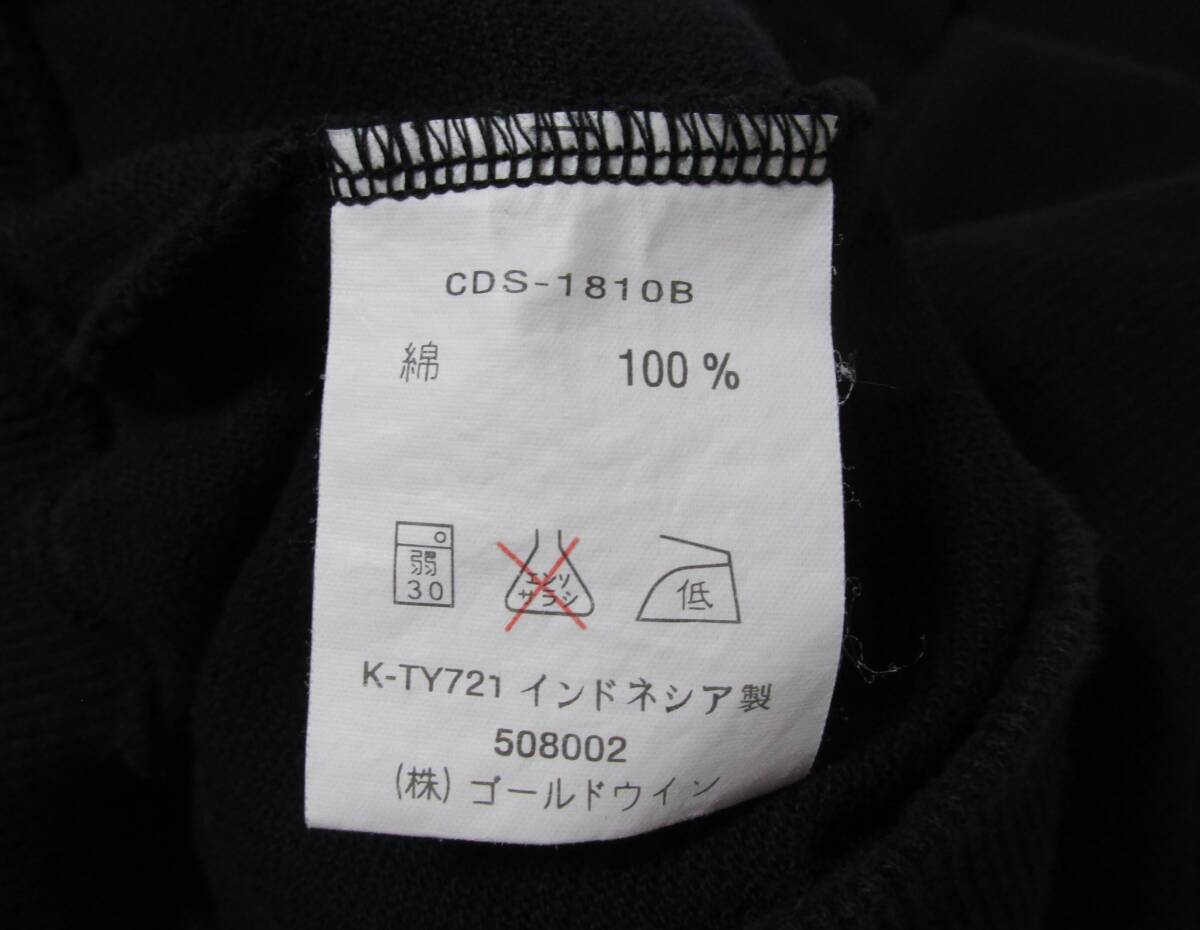 CDS-1810B
綿 100 %
弱
30
エンソ
サラシ
低
K-TY721 インドネシア製
508002
(株) ゴールドウイン